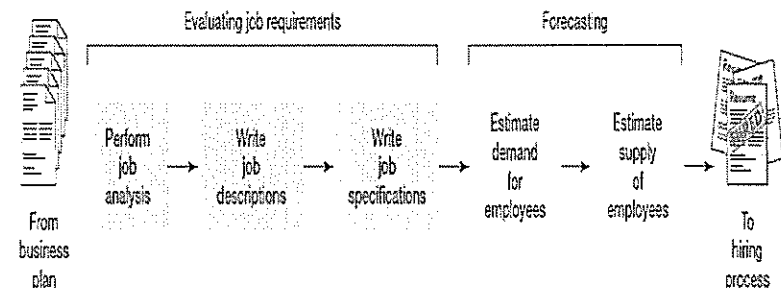 Evaluating job requirements
Forecasting
Perform
job
analysis
Write
job
descriptions
Write
job
specifications
Estimate
demand
for
employees
Estimate
supply
of
employees
From
business
plan
Resume
To
hiring
process